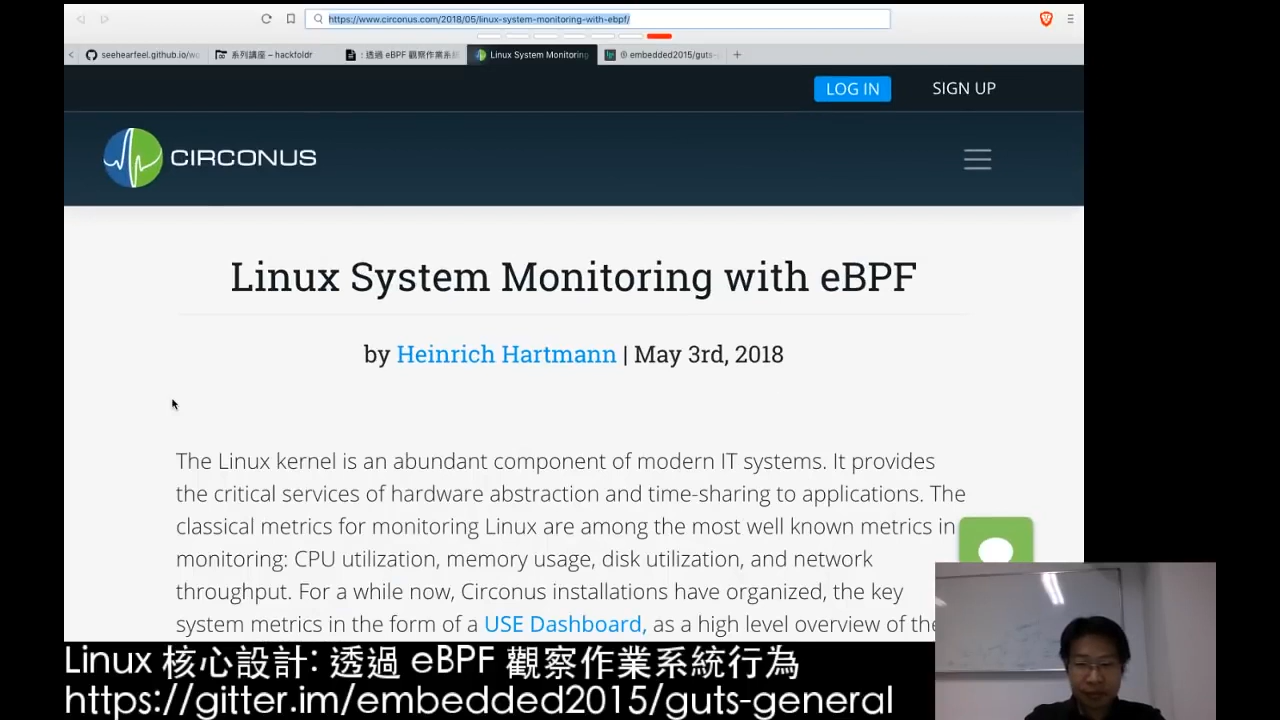 https://www.circonus.com/2018/05/linux-system-monitoring-with-ebpf/
seehearfeel.github.io/wo
系列講座 – hackfoldr
: 透過 eBPF 觀察作業系統
Linux System Monitoring
embedded2015/guts-
LOG IN
SIGN UP
CIRCONUS
Linux System Monitoring with eBPF
by Heinrich Hartmann | May 3rd, 2018
The Linux kernel is an abundant component of modern IT systems. It provides
the critical services of hardware abstraction and time-sharing to applications. The
classical metrics for monitoring Linux are among the most well known metrics in
monitoring: CPU utilization, memory usage, disk utilization, and network
throughput. For a while now, Circonus installations have organized, the key
system metrics in the form of a USE Dashboard, as a high level overview of the
Linux 核心設計: 透過 eBPF 觀察作業系統行為
https://gitter.im/embedded2015/guts-general